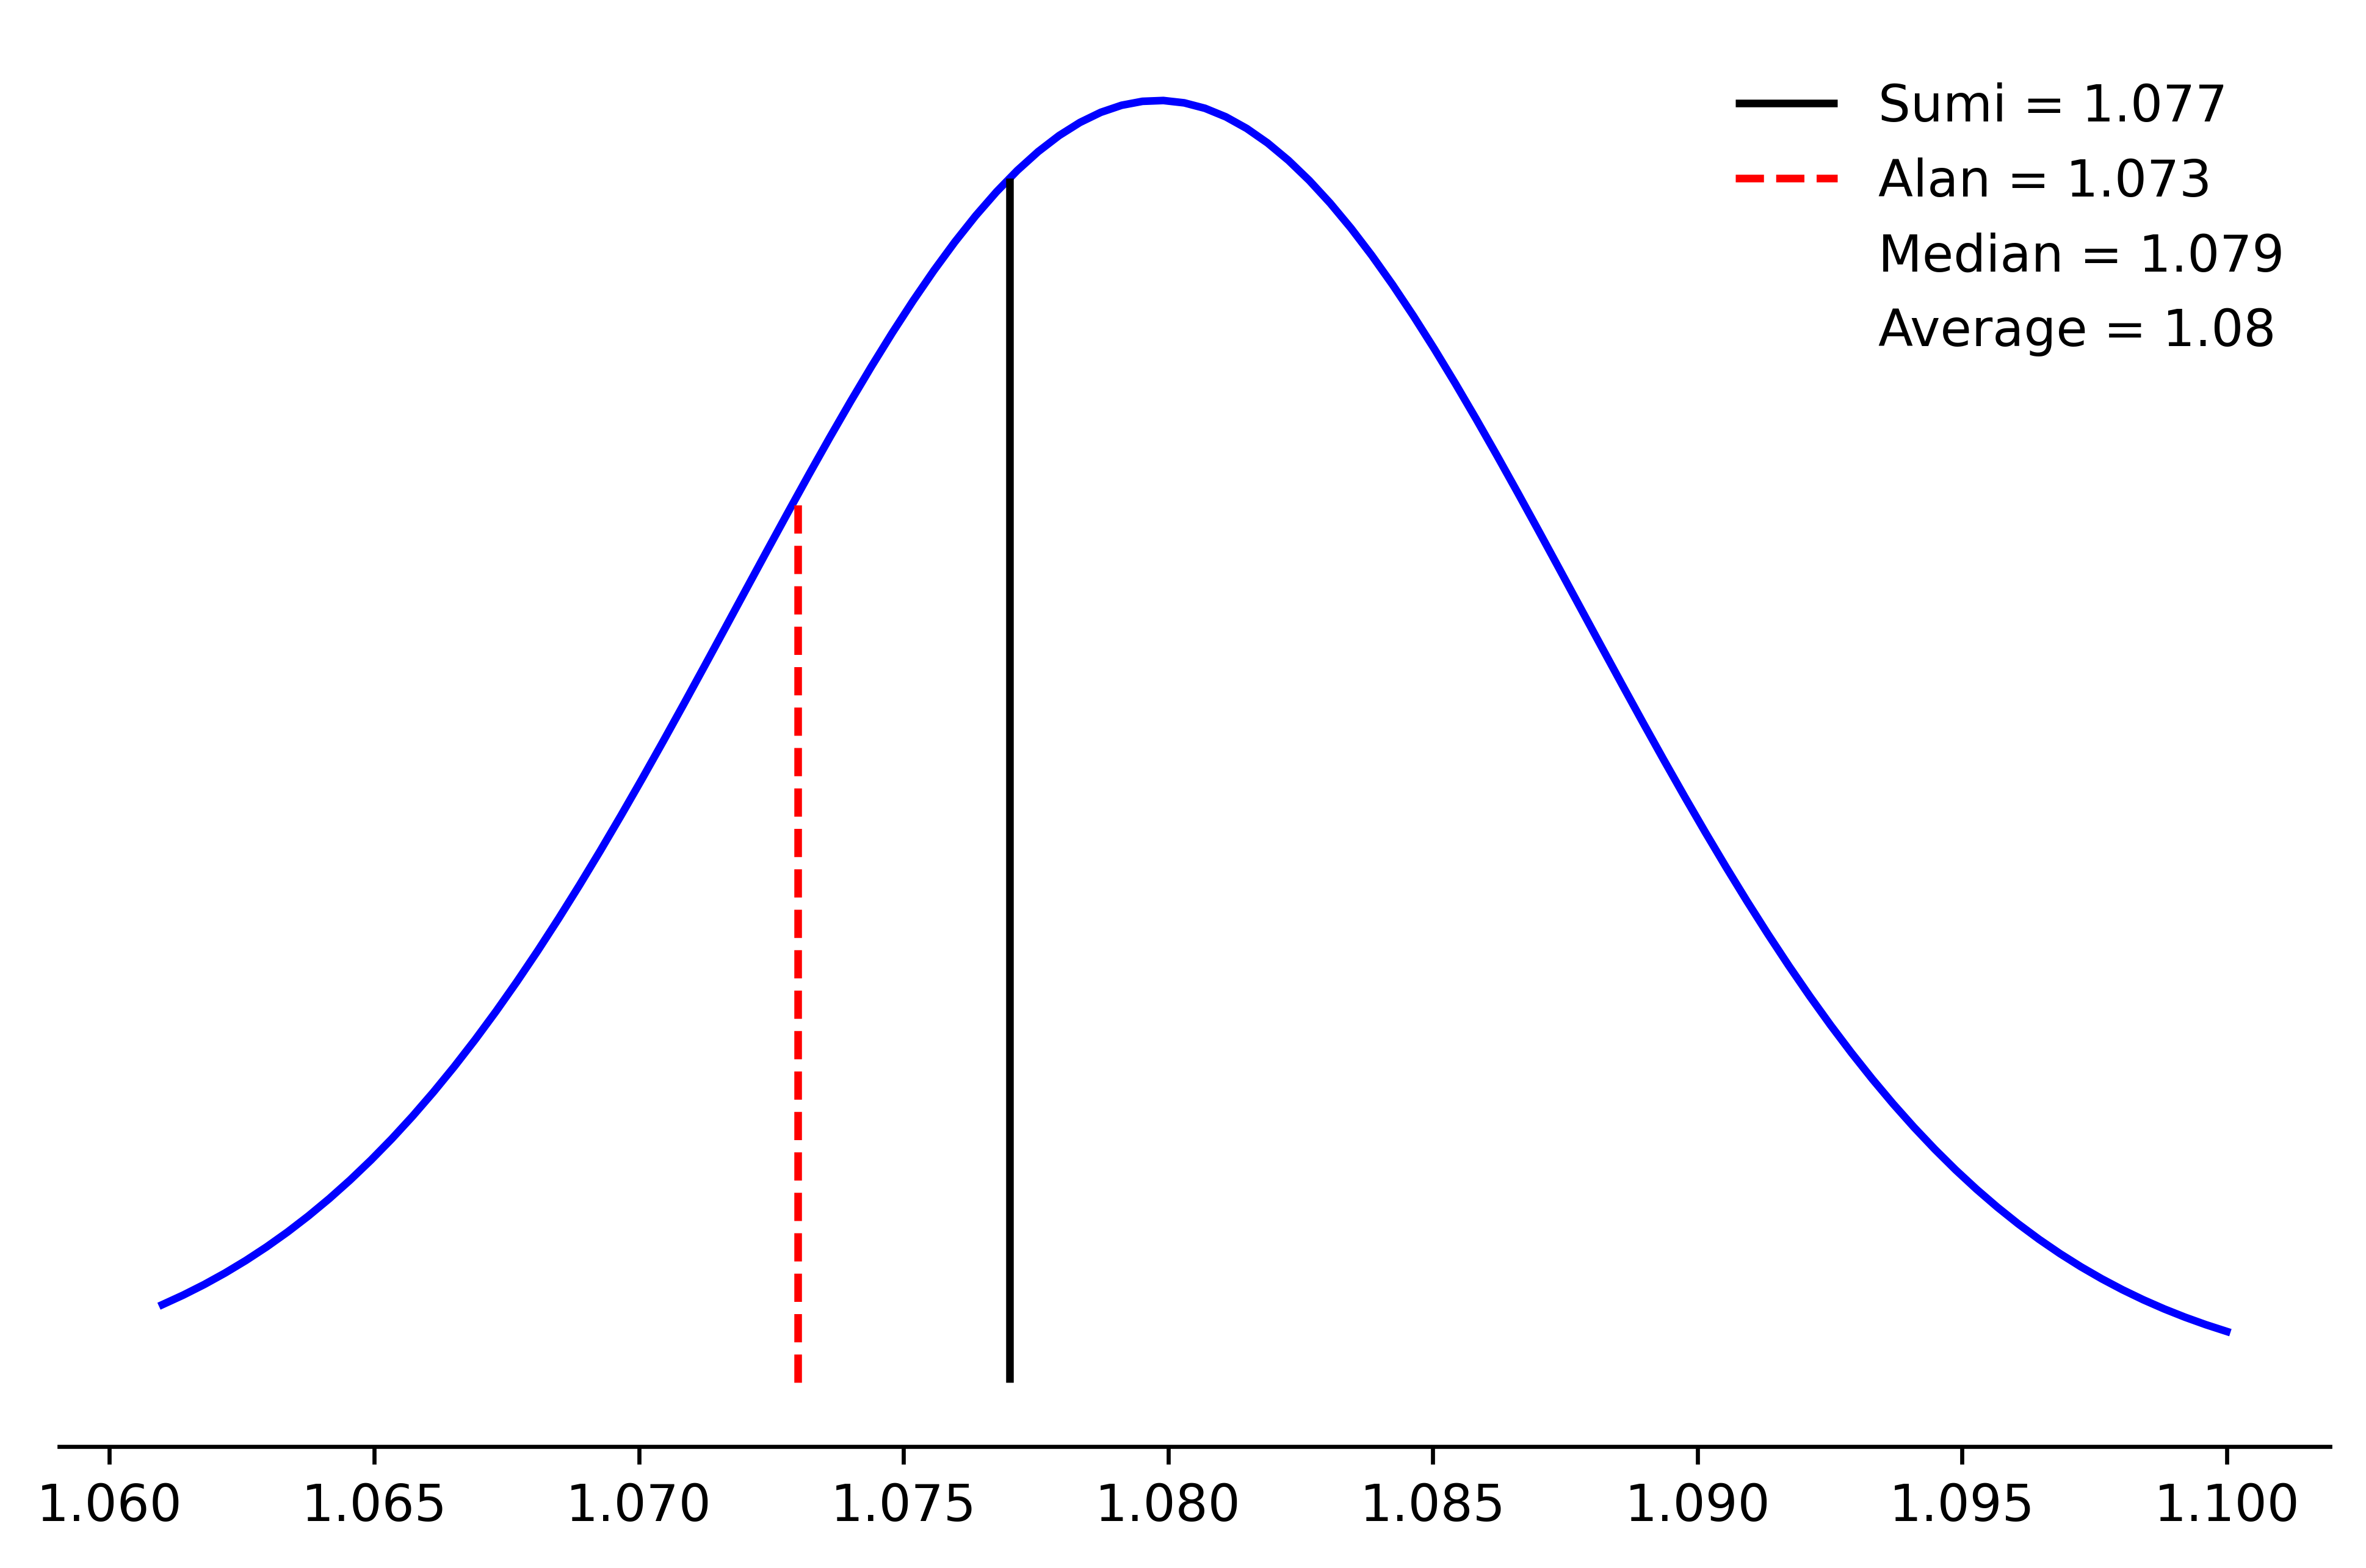 Sumi = 1.077
Alan = 1.073
Median = 1.079
Average = 1.08
1.060 1.065 1.070 1.075 1.080 1.085 1.090 1.095 1.100